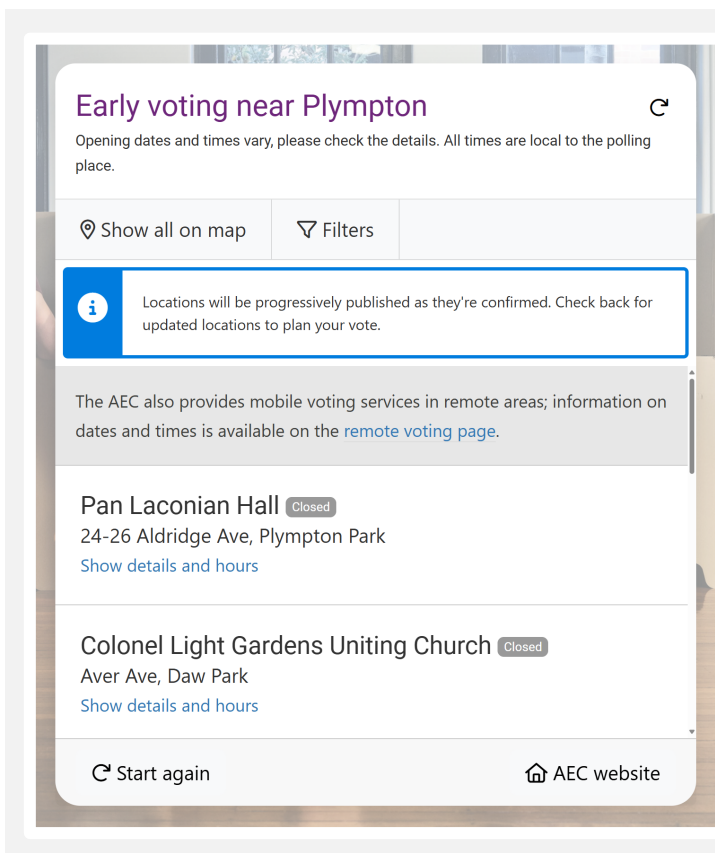 Early voting near Plympton
Opening dates and times vary, please check the details. All times are local to the polling
place.
Show all on map
Filters
Locations will be progressively published as they're confirmed. Check back for
updated locations to plan your vote.
The AEC also provides mobile voting services in remote areas; information on
dates and times is available on the remote voting page.
Pan Laconian Hall Closed
24-26 Aldridge Ave, Plympton Park
Show details and hours
Colonel Light Gardens Uniting Church Closed
Aver Ave, Daw Park
Show details and hours
Start again
AEC website